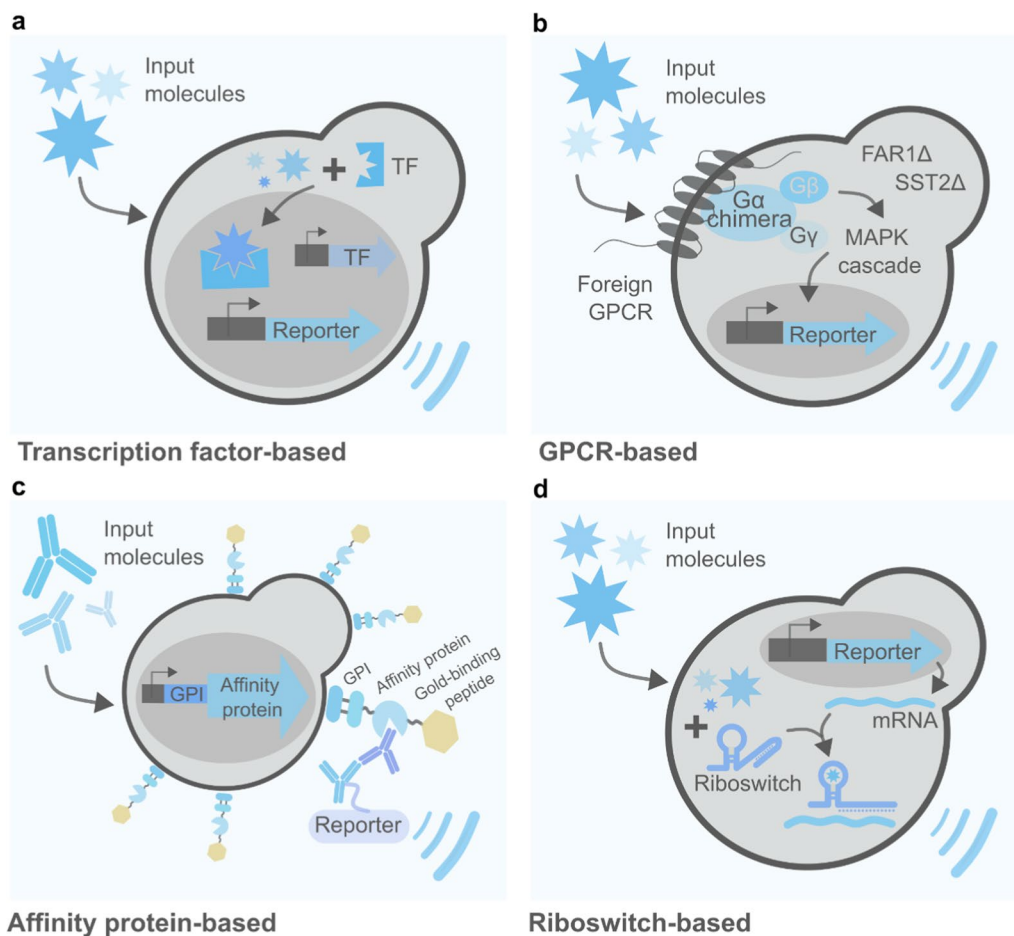 a
Input
molecules
TF
TF
Reporter
Transcription factor-based
b
Input
molecules
FAR1Δ
SST2Δ
Gβ
Gα
chimera
Gγ
MAPK
cascade
Foreign
GPCR
Reporter
GPCR-based
c
Input
molecules
GPI
Affinity
protein
GPI
Affinity protein
Gold-binding
peptide
Reporter
Affinity protein-based
d
Input
molecules
Reporter
mRNA
Riboswitch
Riboswitch-based